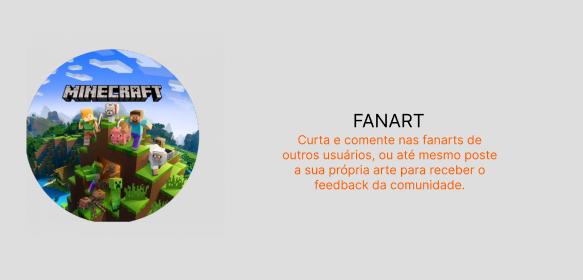 MINECRAFT
FANART
Curta e comente nas fanarts de
outros usuários, ou até mesmo poste
a sua própria arte para receber o
feedback da comunidade.